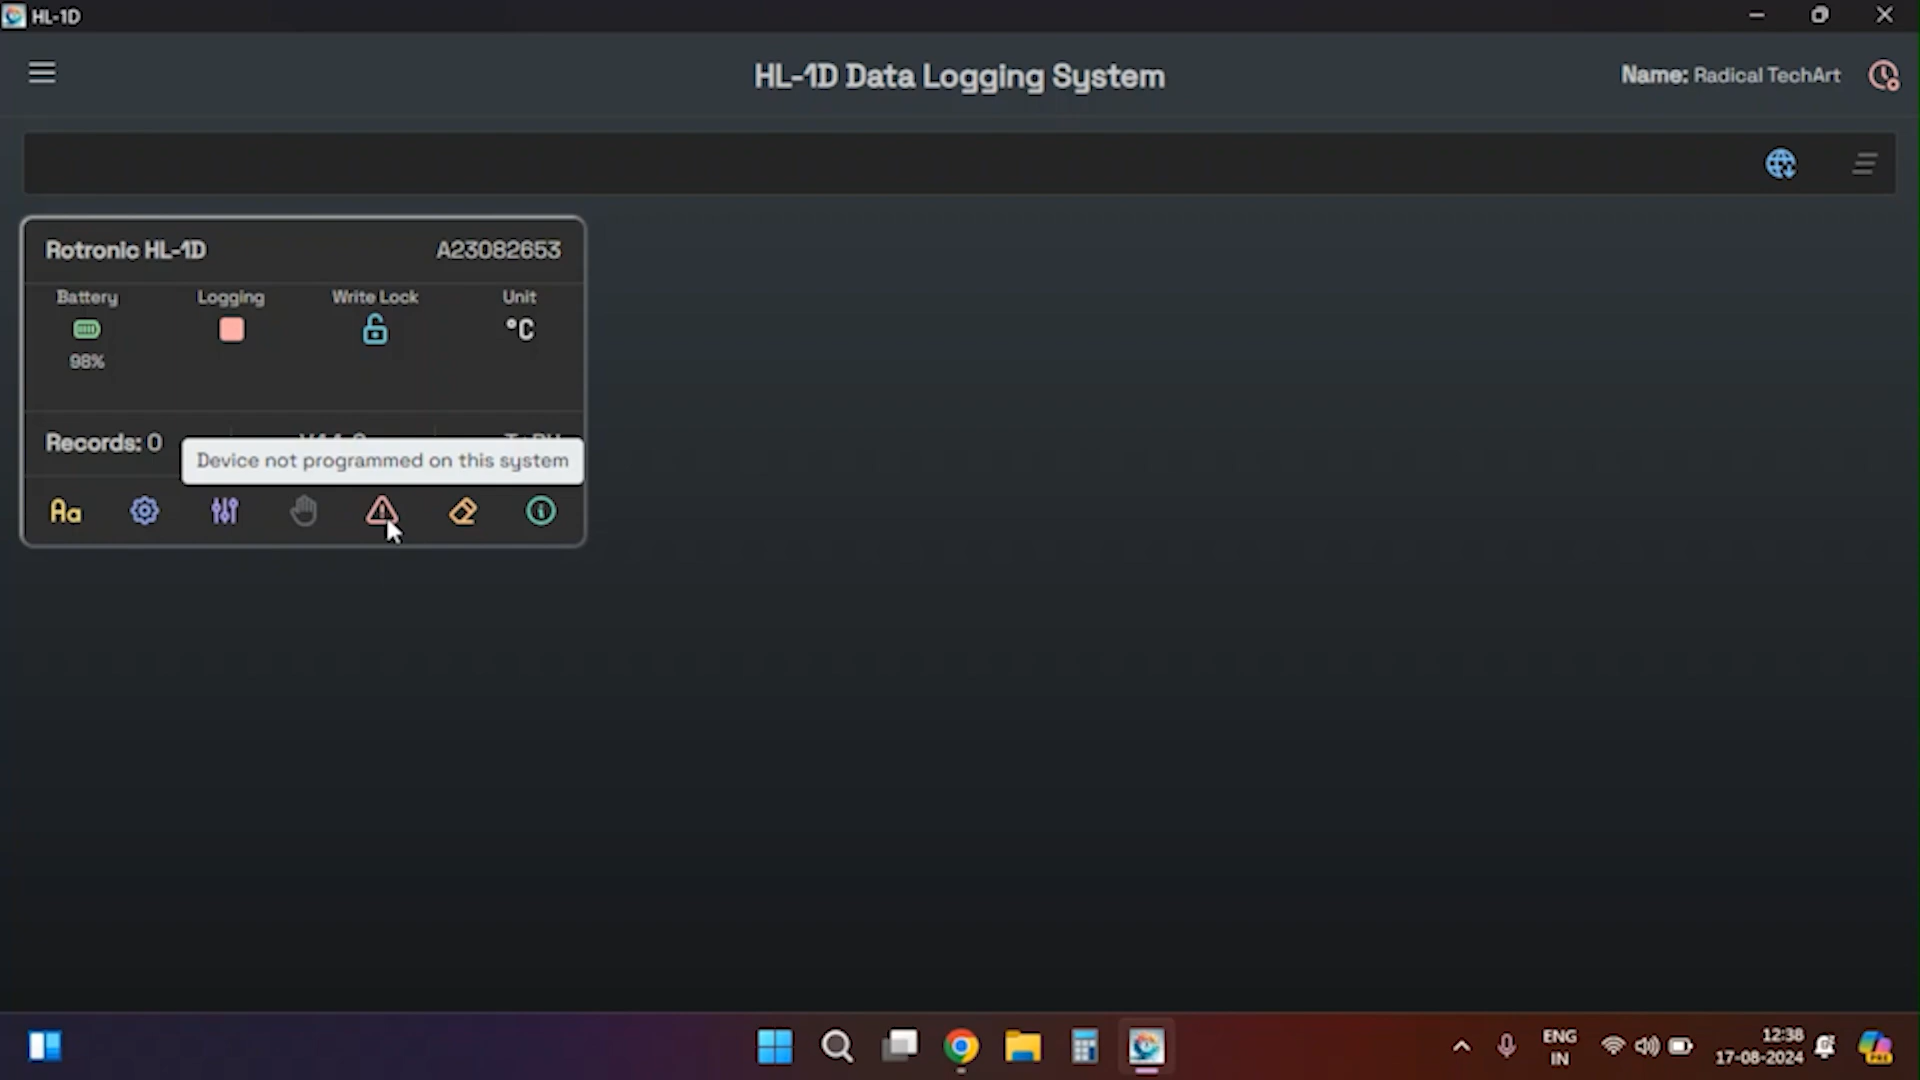 HL-1D
HL-1D Data Logging System
Name: Radical TechArt
Rotronic HL-1D
A23082653
Battery
Logging
Write Lock
Unit
°C
98%
Records: 0
Device not programmed on this system
Aa
ENG
IN
12:38
17-08-2024
PRE